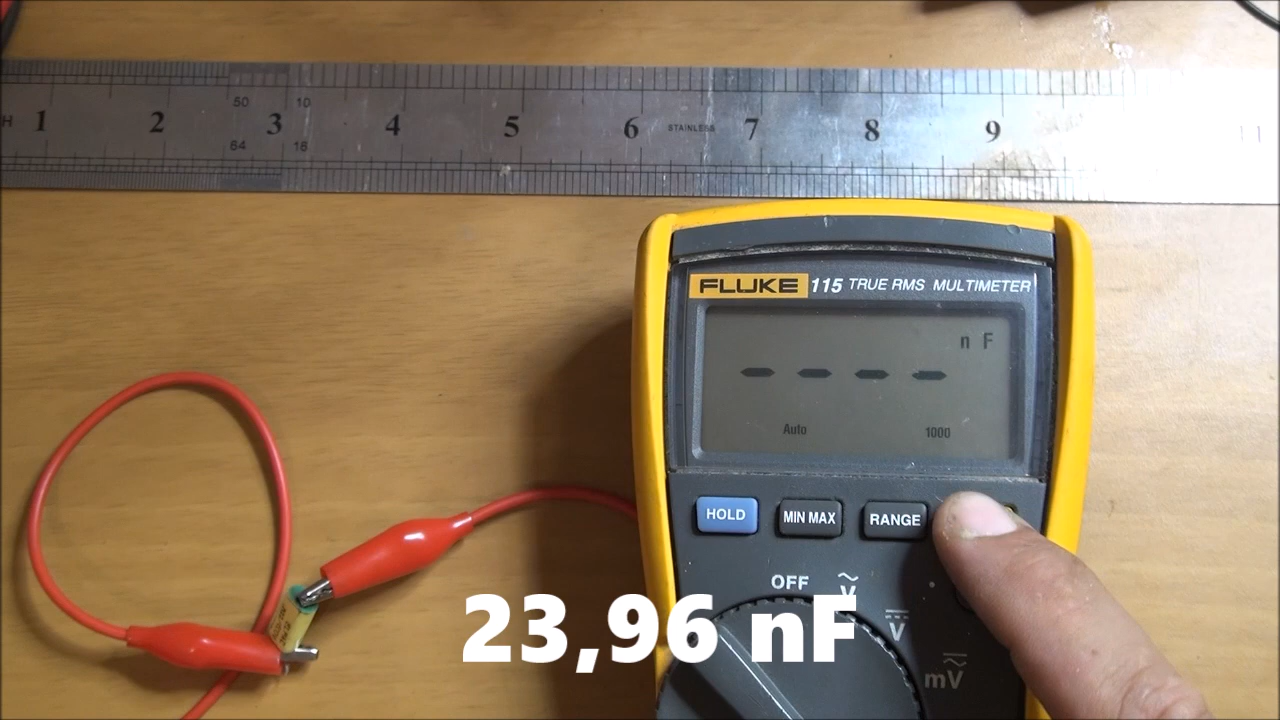 50 10
H 1 2 3 4 5 6 STAINLESS 7 8 9 11
64 16
FLUKE 115 TRUE RMS MULTIMETER
n F
- - - -
Auto 1000
HOLD MIN MAX RANGE
OFF V
V
mV
23,96 nF